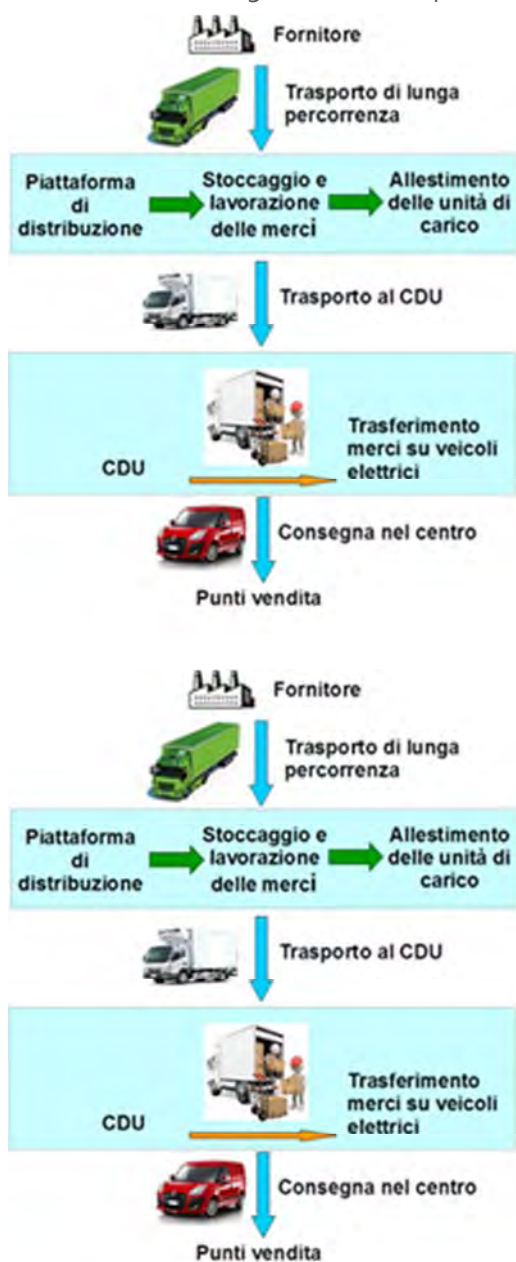 Fornitore
Trasporto di lunga
percorrenza
Piattaforma
di
distribuzione
Stoccaggio e
lavorazione
delle merci
Allestimento
delle unità di
carico
Trasporto al CDU
CDU
Trasferimento
merci su veicoli
elettrici
Consegna nel centro
Punti vendita
Fornitore
Trasporto di lunga
percorrenza
Piattaforma
di
distribuzione
Stoccaggio e
lavorazione
delle merci
Allestimento
delle unità di
carico
Trasporto al CDU
CDU
Trasferimento
merci su veicoli
elettrici
Consegna nel centro
Punti vendita